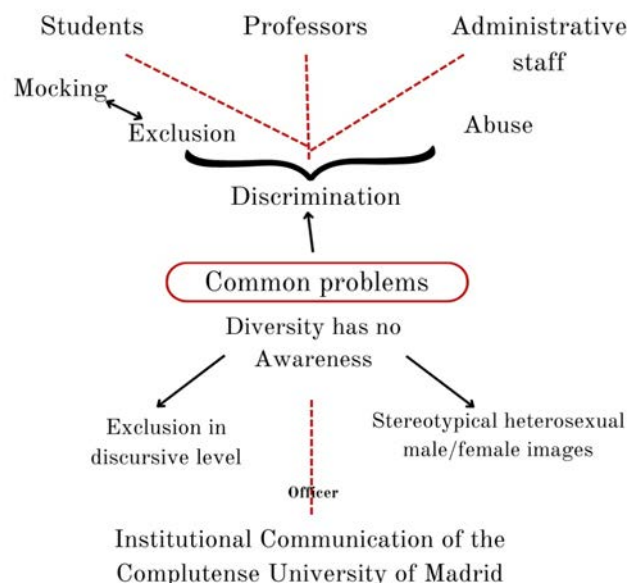 Students
Professors
Administrative
staff
Mocking
Exclusion
Abuse
Discrimination
Common problems
Diversity has no
Awareness
Exclusion in
discursive level
Stereotypical heterosexual
male/female images
Officer
Institutional Communication of the
Complutense University of Madrid